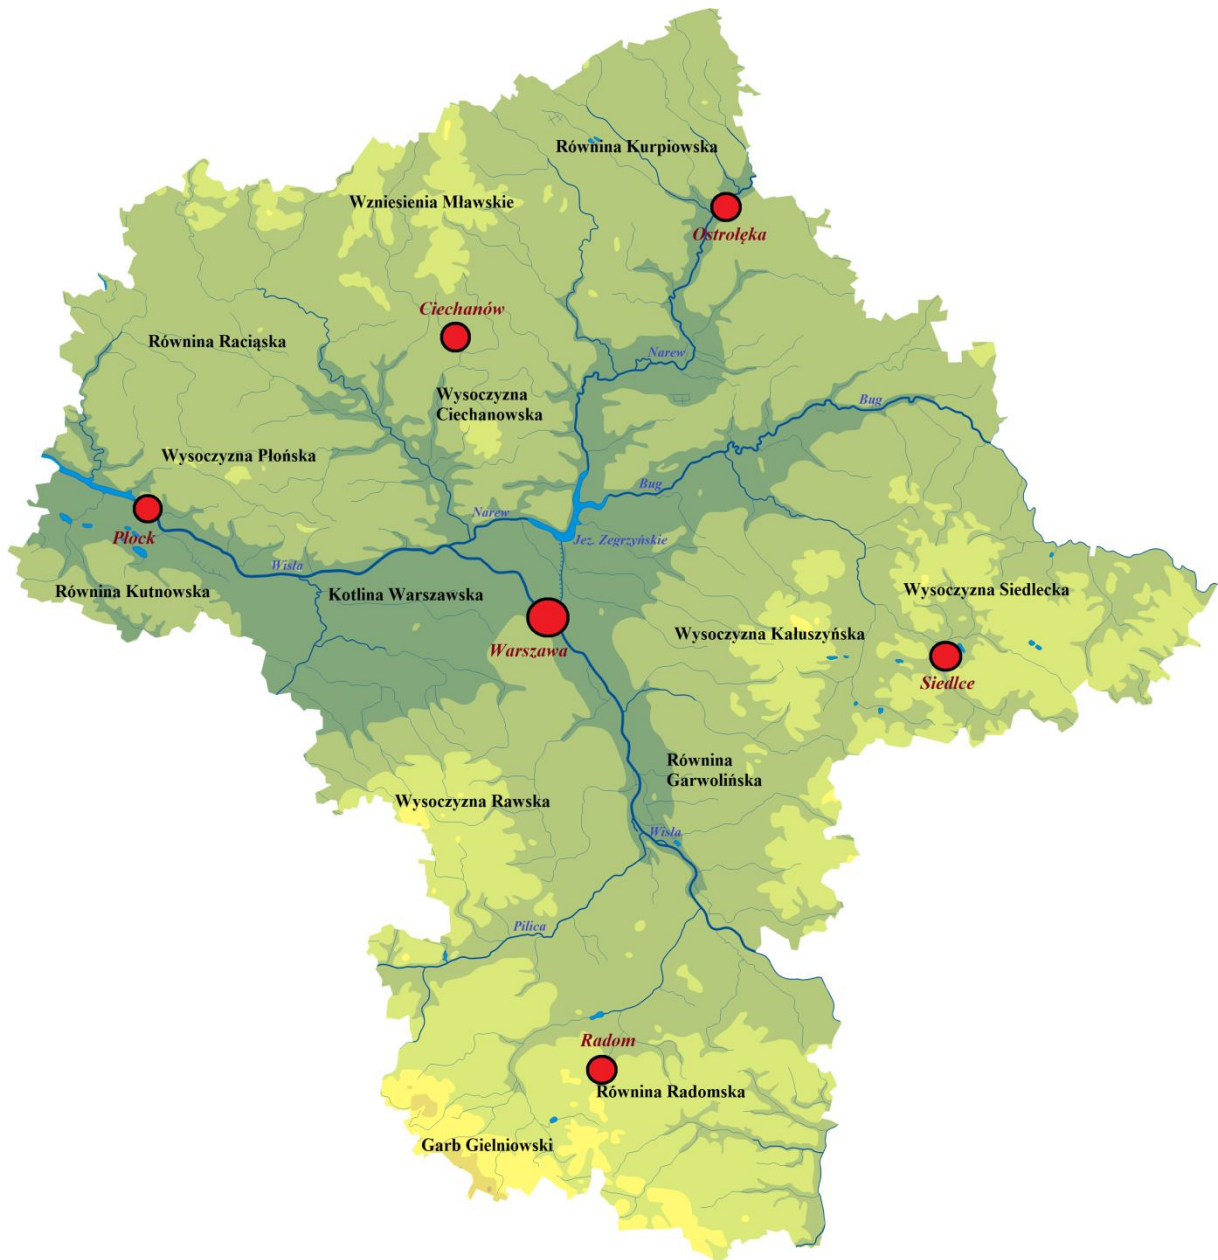 Równina Kurpiowska
Wzniesienia Mławskie
Ostrołęka
Ciechanów
Równina Raciąska
Narew
Wysoczyzna
Ciechanowska
Bug
Wysoczyzna Płońska
Bug
Narew
Płock
Jez. Zegrzyńskie
Wisła
Równina Kutnowska
Kotlina Warszawska
Wysoczyzna Siedlecka
Wysoczyzna Kałuszyńska
Warszawa
Siedlce
Równina
Garwolińska
Wysoczyzna Rawska
Wisła
Pilica
Radom
Równina Radomska
Garb Gielniowski